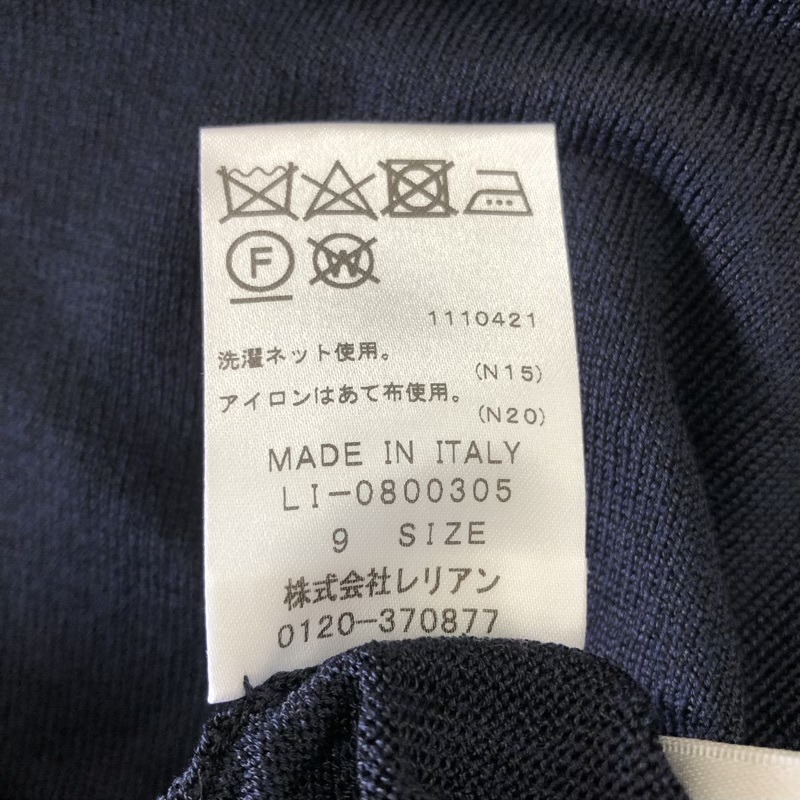 F W
1110421
洗濯ネット使用。
(N15)
アイロンはあて布使用。
(N20)
MADE IN ITALY
LI-0800305
9 SIZE
株式会社レリアン
0120-370877